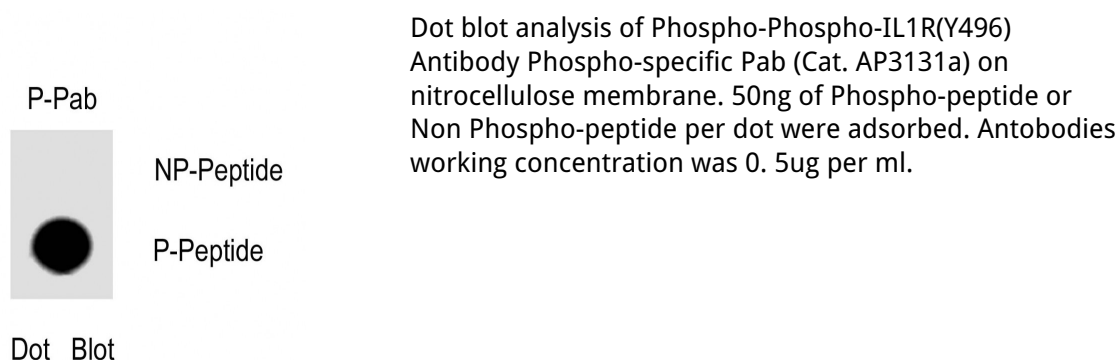 P-Pab
NP-Peptide
P-Peptide
Dot Blot
Dot blot analysis of Phospho-Phospho-IL1R(Y496)
Antibody Phospho-specific Pab (Cat. AP3131a) on
nitrocellulose membrane. 50ng of Phospho-peptide or
Non Phospho-peptide per dot were adsorbed. Antobodies
working concentration was 0. 5ug per ml.